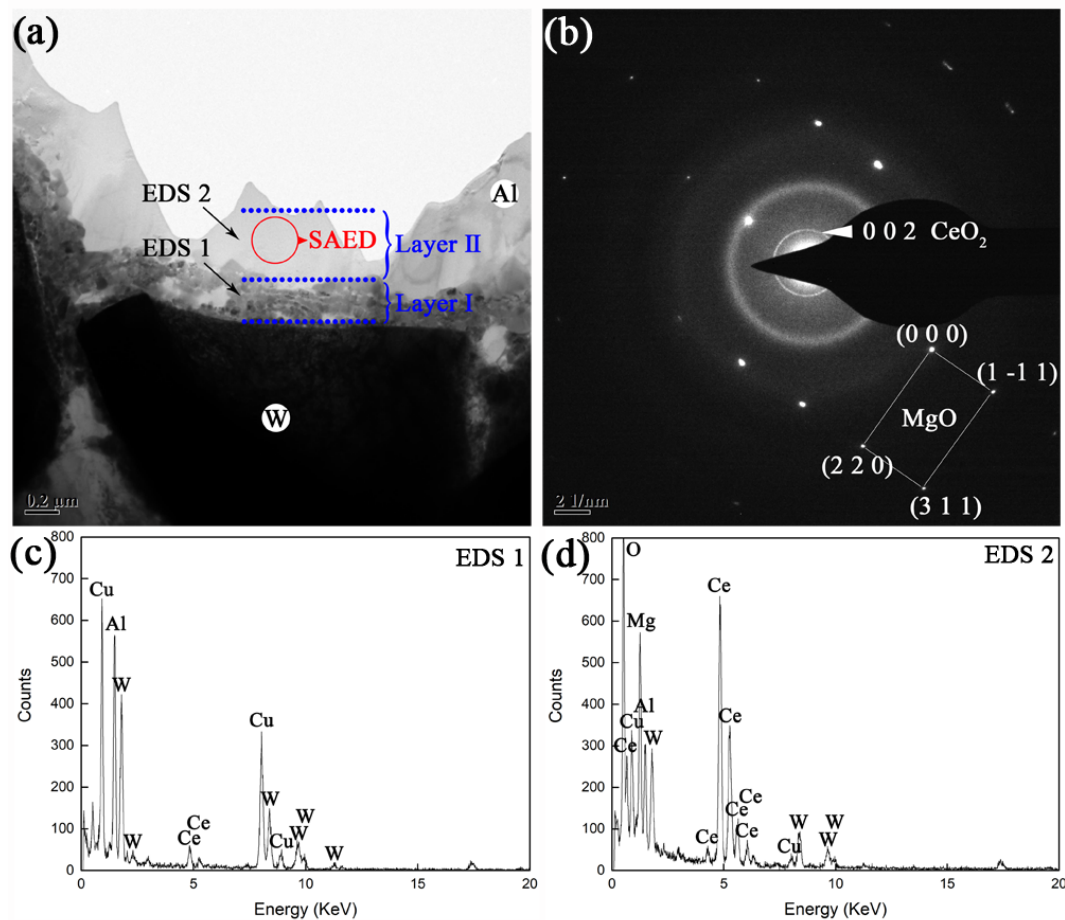 (a)
EDS 2
EDS 1
SAED
Layer II
Layer I
Al
W
0.2 μm
(b)
0 0 2 CeO₂
(0 0 0)
(1 -1 1)
MgO
(2 2 0)
(3 1 1)
2 1/nm
(c)
EDS 1
800
700
600
500
400
300
200
100
0
Counts
Cu
Al
W
W
Ce
Ce
Cu
W
Cu
W
W
W
0
5
10
15
20
Energy (KeV)
(d)
EDS 2
800
700
600
500
400
300
200
100
0
Counts
O
Mg
Cu
Al
Ce
W
Ce
Ce
Ce
Ce
Ce
Ce
Cu
W
W
W
0
5
10
15
20
Energy (KeV)